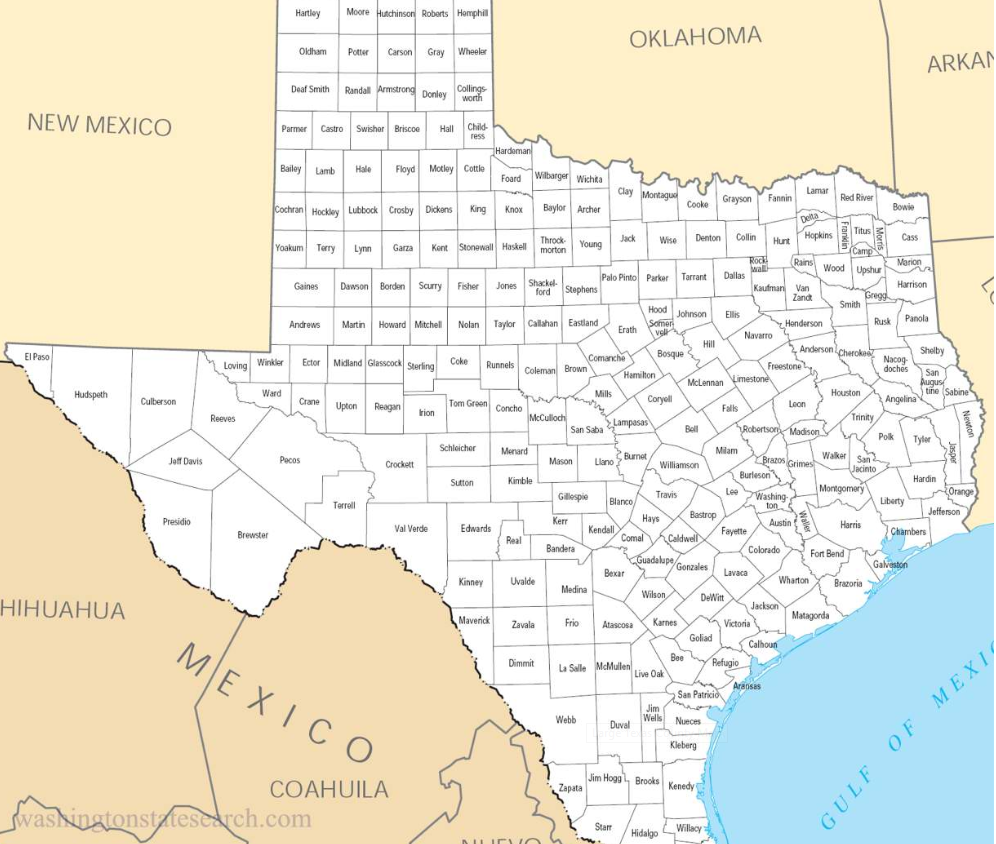 Hartley Moore Hutchinson Roberts Hemphill
OKLAHOMA
ARKAN
Oldham Potter Carson Gray Wheeler
Deaf Smith Randall Armstrong Donley Collings-
worth
NEW MEXICO
Parmer Castro Swisher Briscoe Hall Child-
ress
Hardeman
Bailey Lamb Hale Floyd Motley Cottle Foard Wilbarger Wichita
Clay Montague Cooke Grayson Fannin Lamar Red River Bowie
Cochran Hockley Lubbock Crosby Dickens King Knox Baylor Archer
Delta Hopkins Franklin Titus Morris Cass
Camp
Yoakum Terry Lynn Garza Kent Stonewall Haskell Throck-
morton Young Jack Wise Denton Collin Hunt
Rock-
wall Rains Wood Upshur Marion
Gaines Dawson Borden Scurry Fisher Jones Shackel-
ford Stephens Palo Pinto Parker Tarrant Dallas Kaufman Van
Zandt Smith Gregg Harrison
Andrews Martin Howard Mitchell Nolan Taylor Callahan Eastland Erath Hood
Somer-
vell Johnson Ellis Navarro Henderson Rusk Panola
El Paso Hudspeth Culberson Reeves Loving Winkler Ector Midland Glasscock Sterling Coke Runnels Coleman Brown Comanche Hamilton Bosque Hill Freestone Anderson Cherokee Nacog-
doches Shelby
San
Augus-
tine Sabine
Ward Crane Upton Reagan Irion Tom Green Concho McCulloch San Saba Mills Lampasas Coryell McLennan Limestone Falls Leon Houston Angelina Trinity Newton
Jeff Davis Pecos Terrell Crockett Schleicher Sutton Menard Kimble Mason Llano Burnet Bell Williamson Milam Robertson Brazos Madison Grimes Walker San
Jacinto Polk Tyler Jasper
Presidio Brewster Val Verde Edwards Gillespie Kerr Kendall Blanco Travis Hays Comal Caldwell Bastrop Lee Burleson Washing-
ton Austin Waller Montgomery Harris Liberty Hardin Orange Jefferson Chambers
Real Bandera Kinney Uvalde Medina Bexar Guadalupe Gonzales Fayette Colorado Lavaca Wharton Fort Bend Brazoria Galveston
HIHUAHUA
Maverick Zavala Frio Atascosa Wilson Karnes DeWitt Victoria Jackson Matagorda
Goliad Calhoun
MEXICO
Dimmit La Salle McMullen Live Oak Bee Refugio Aransas
San Patricio
Webb Duval Jim
Wells Nueces
Kleberg
GULF OF MEXIC
COAHUILA
Zapata Jim Hogg Brooks Kenedy
washingtonstatesearch.com
Starr Hidalgo Willacy
NUEVO